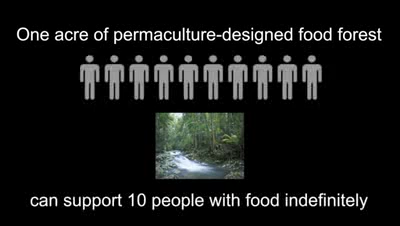 One acre of permaculture-designed food forest
can support 10 people with food indefinitely